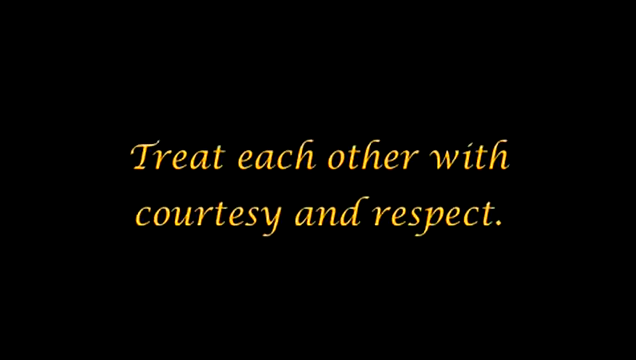 Treat each other with
courtesy and respect.